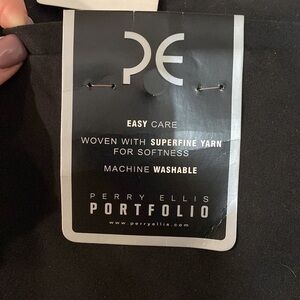 PE
EASY CARE
WOVEN WITH SUPERFINE YARN
FOR SOFTNESS
MACHINE WASHABLE
PERRY ELLIS
PORTFOLIO
www.perryellis.com